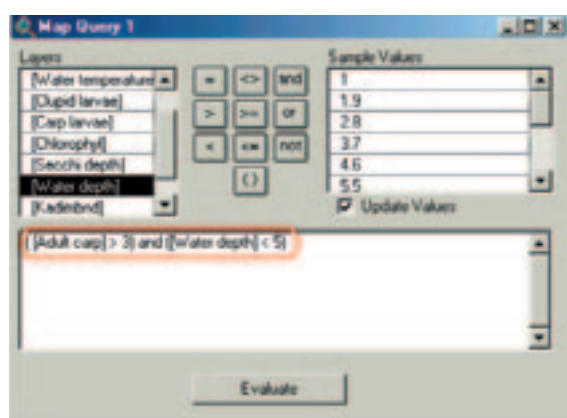 Map Query 1
Layers
[Water temperature
[Clupid larvae]
[Carp larvae]
[Chlorophyl]
[Secchi depth]
[Water depth]
[Kadimbnd]
= <> and
> >= or
< <= not
( )
Sample Values
1
1.9
2.8
3.7
4.6
5.5
Update Values
( [Adult carp] > 3) and ([Water depth] < 5)
Evaluate